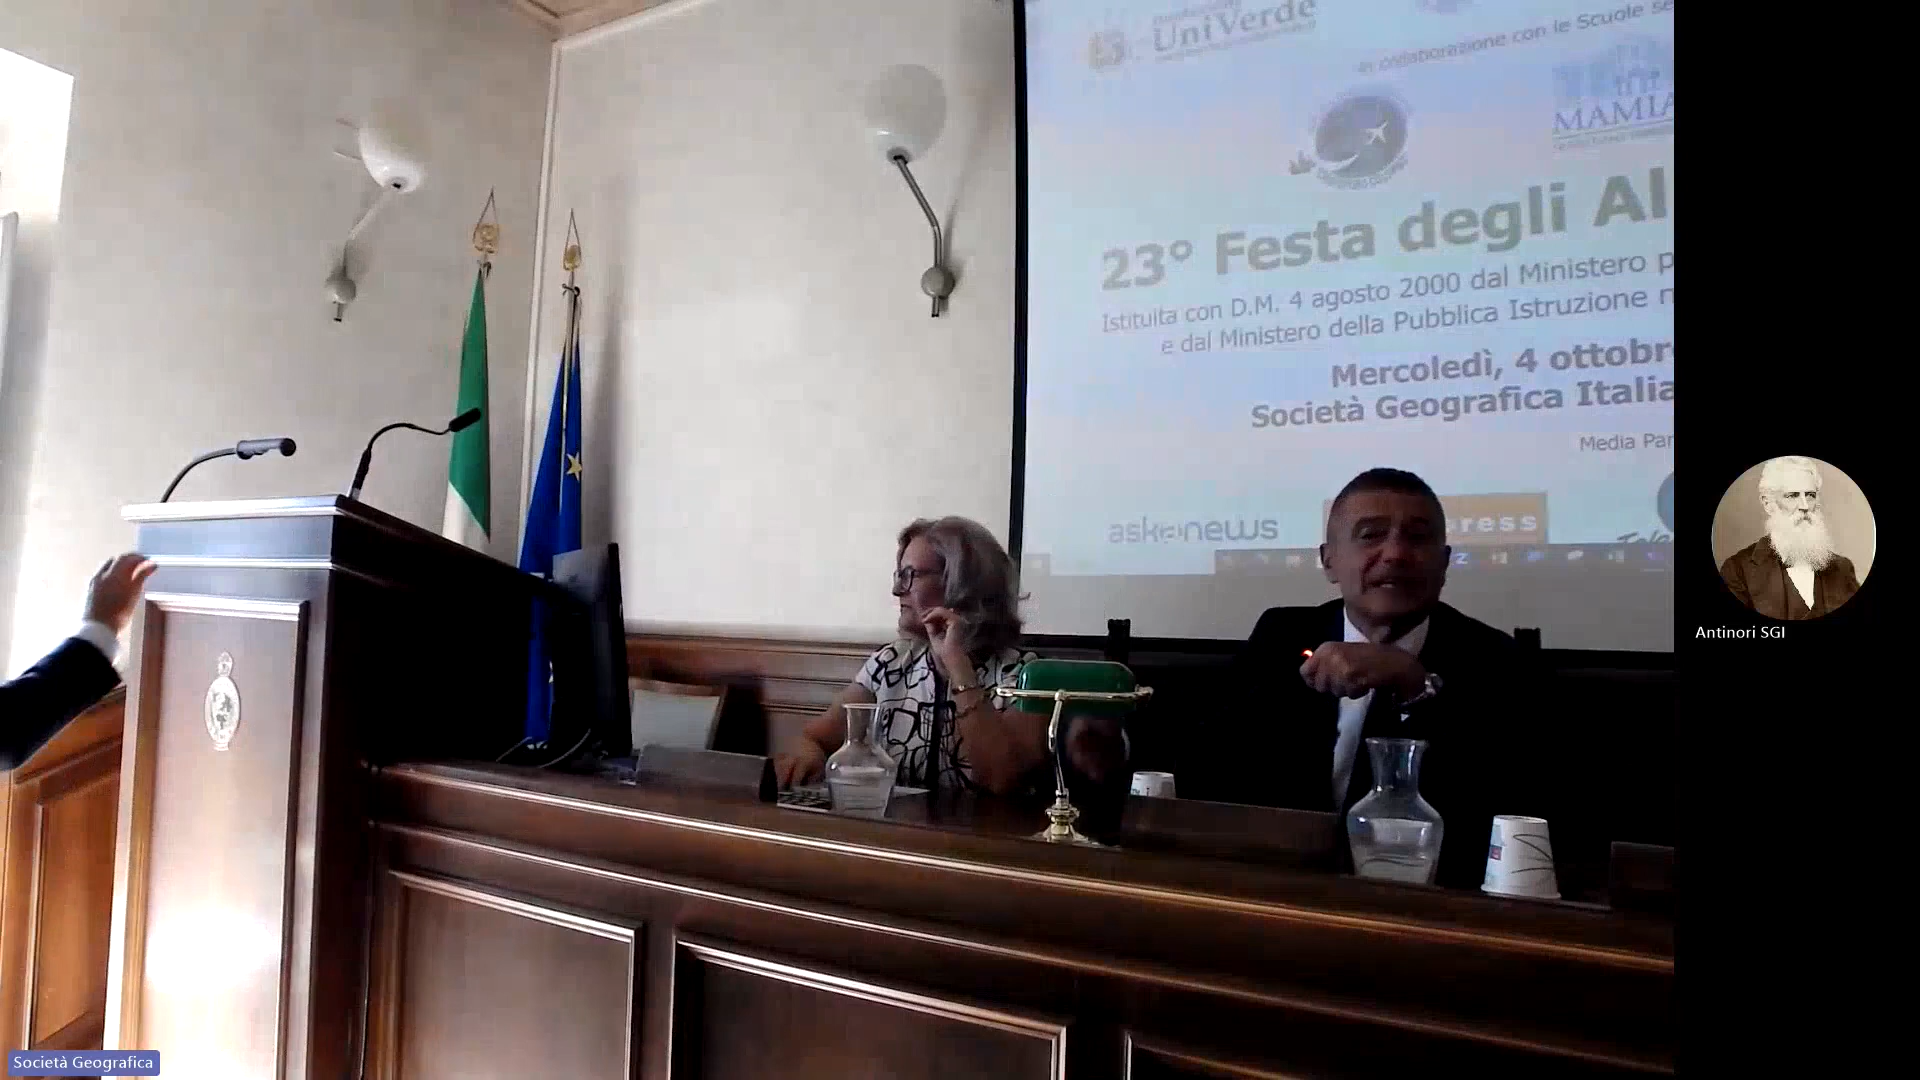 UniVerde
in collaborazione con le Scuole se
MAMIA
23° Festa degli Al
Istituita con D.M. 4 agosto 2000 dal Ministero p
e dal Ministero della Pubblica Istruzione n
Mercoledì, 4 ottobr
Società Geografica Italia
Media Par
askanews
press
Antinori SGI
Società Geografica